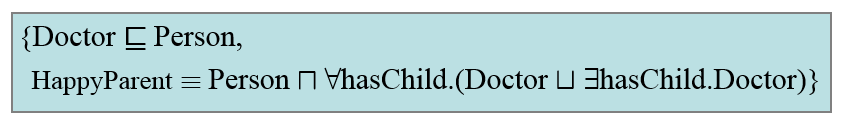 {Doctor ⊑ Person,
HappyParent ≡ Person ⊓ ∀hasChild.(Doctor ⊔ ∃hasChild.Doctor)}